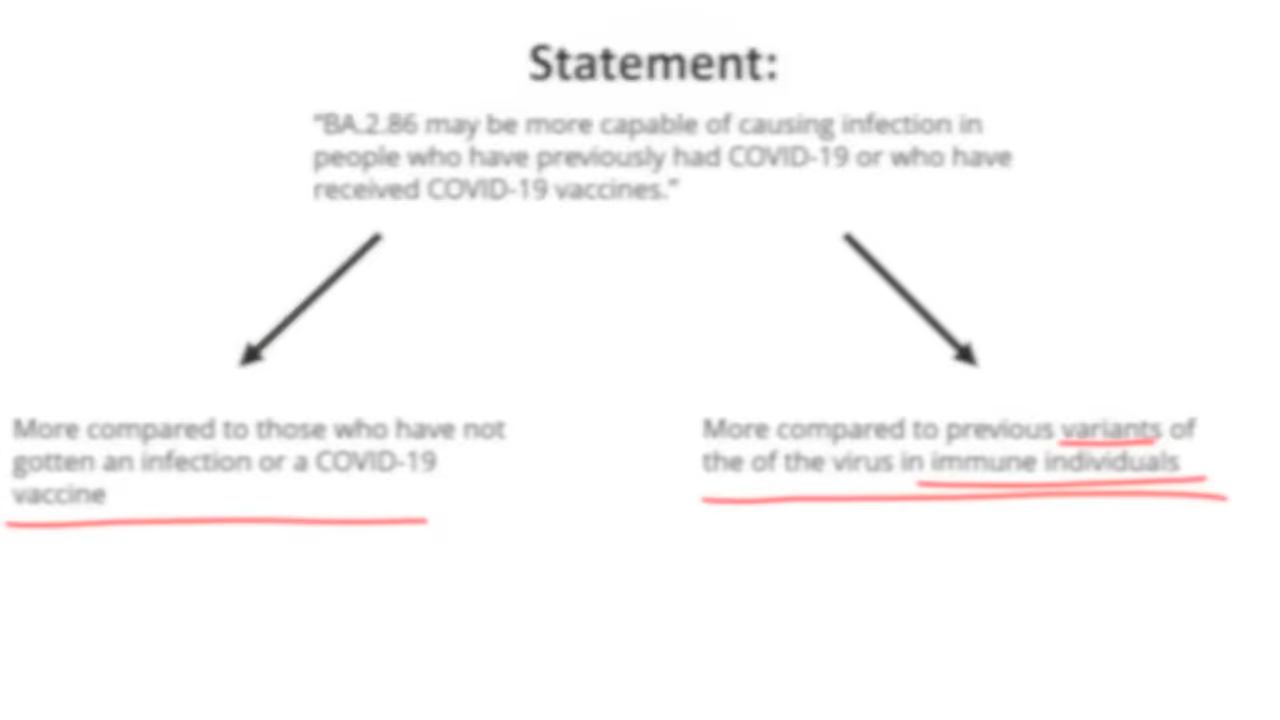 Statement:
“BA.2.86 may be more capable of causing infection in
people who have previously had COVID-19 or who have
received COVID-19 vaccines.”
More compared to those who have not
gotten an infection or a COVID-19
vaccine
More compared to previous variants of
the of the virus in immune individuals